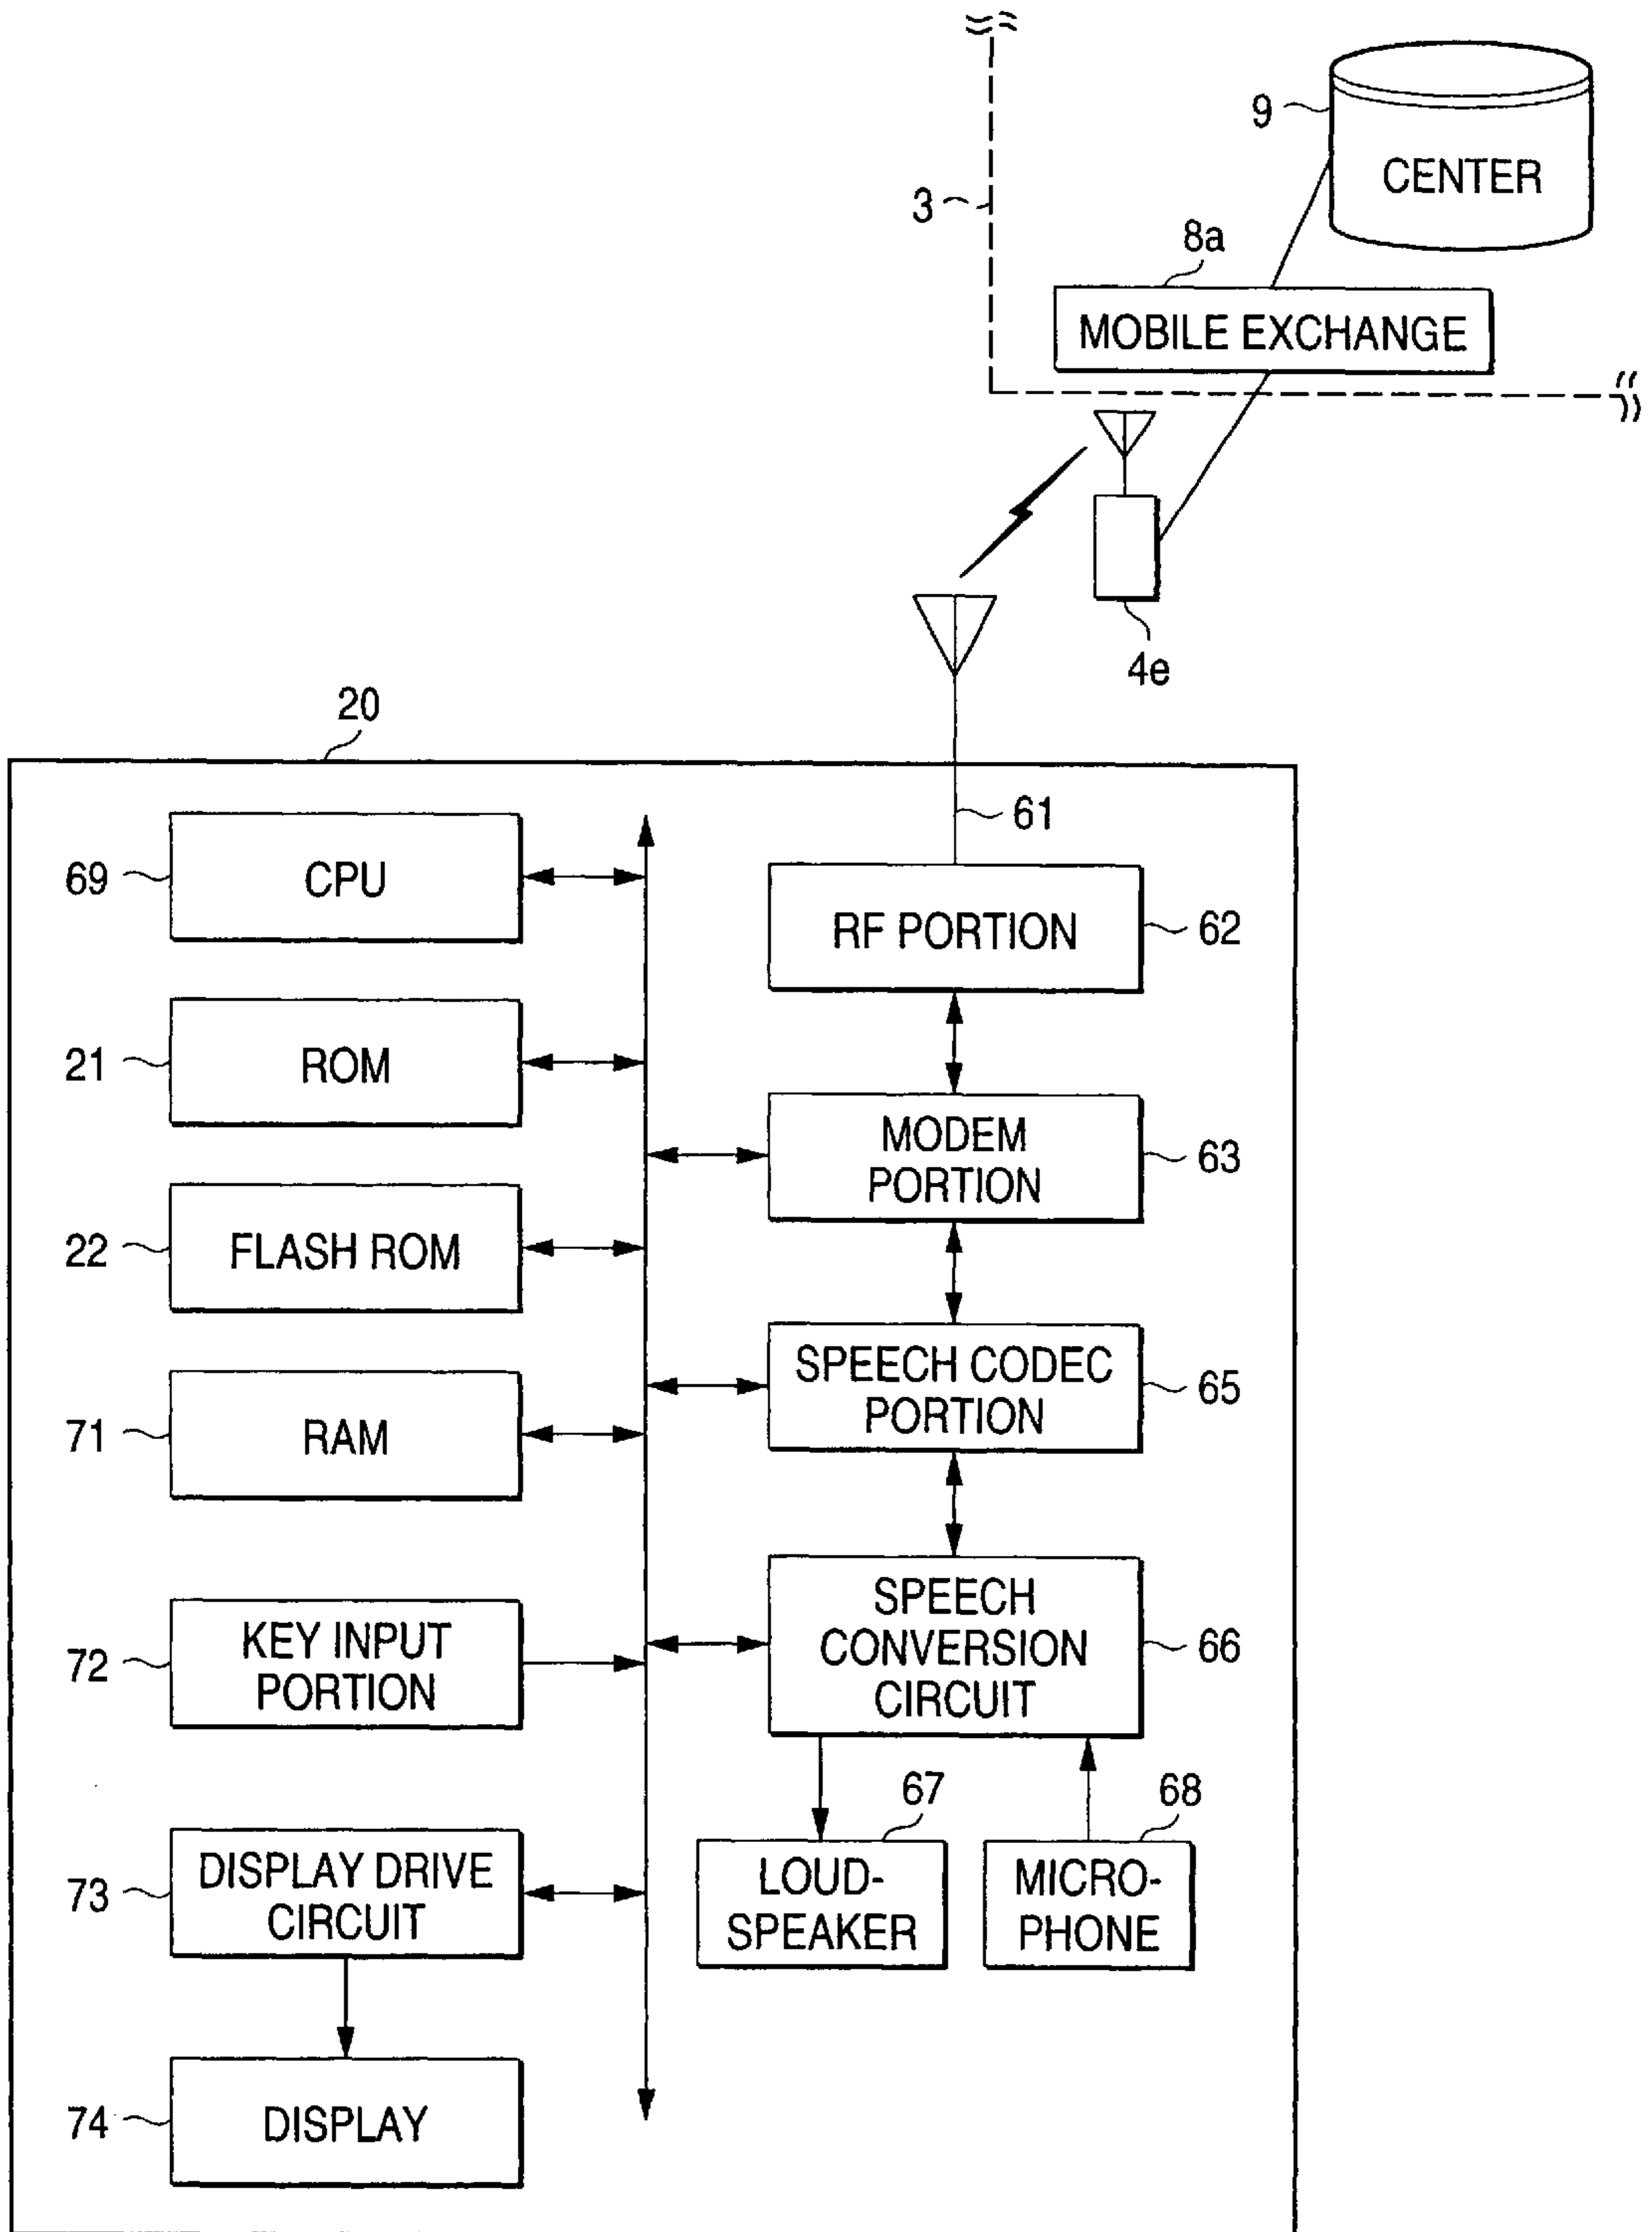 9
CENTER
3
8a
MOBILE EXCHANGE
4e
20
61
69
CPU
RF PORTION
62
21
ROM
MODEM
PORTION
63
22
FLASH ROM
SPEECH CODEC
PORTION
65
71
RAM
SPEECH
CONVERSION
CIRCUIT
66
72
KEY INPUT
PORTION
67
68
73
DISPLAY DRIVE
CIRCUIT
LOUD-
SPEAKER
MICRO-
PHONE
74
DISPLAY